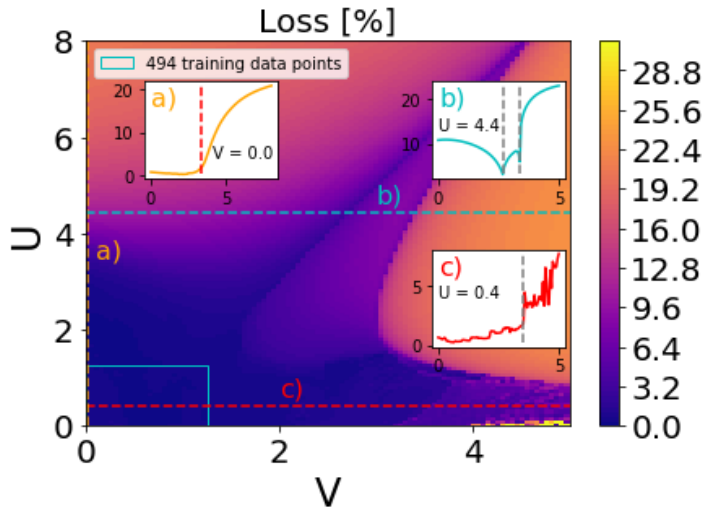 Loss [%]
8
6
4
2
0
U
494 training data points
a)
20
10
0
V = 0.0
0
5
b)
20
10
U = 4.4
0
5
b)
a)
c)
5
0
U = 0.4
0
5
c)
0
2
4
V
28.8
25.6
22.4
19.2
16.0
12.8
9.6
6.4
3.2
0.0